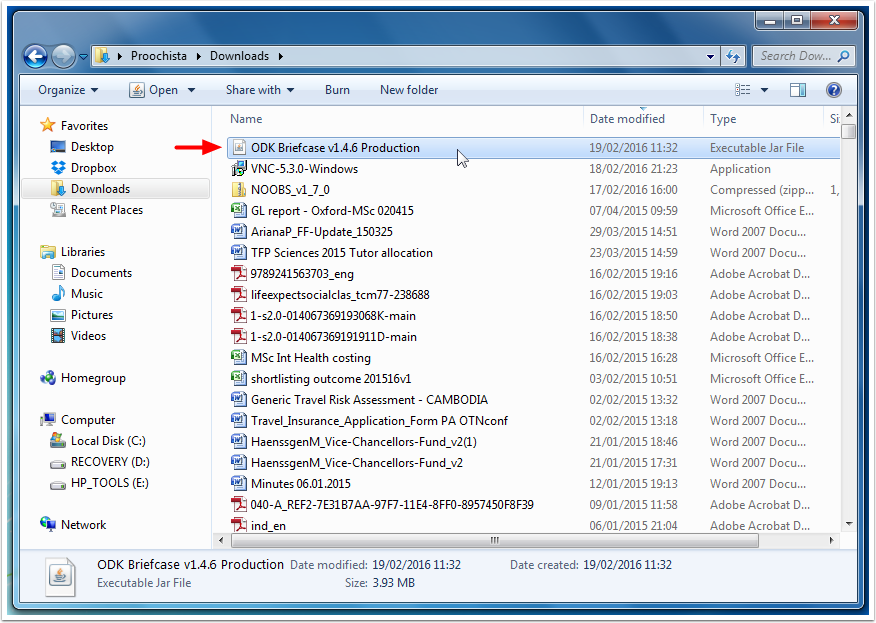 Proochista Downloads Search Dow...
Organize Open Share with Burn New folder
Name Date modified Type Si
Favorites
Desktop
Dropbox
Downloads
Recent Places
Libraries
Documents
Music
Pictures
Videos
Homegroup
Computer
Local Disk (C:)
RECOVERY (D:)
HP_TOOLS (E:)
Network
ODK Briefcase v1.4.6 Production 19/02/2016 11:32 Executable Jar File
VNC-5.3.0-Windows 18/02/2016 21:23 Application
NOOBS_v1_7_0 17/02/2016 16:00 Compressed (zipp... 1,
GL report - Oxford-MSc 020415 07/04/2015 09:59 Microsoft Office E...
ArianaP_FF-Update_150325 29/03/2015 14:51 Word 2007 Docu...
TFP Sciences 2015 Tutor allocation 23/03/2015 14:59 Word 2007 Docu...
9789241563703_eng 16/02/2015 19:16 Adobe Acrobat D...
lifeexpectsocialclas_tcm77-238688 16/02/2015 19:03 Adobe Acrobat D...
1-s2.0-014067369193068K-main 16/02/2015 18:50 Adobe Acrobat D...
1-s2.0-014067369191911D-main 16/02/2015 18:38 Adobe Acrobat D...
MSc Int Health costing 16/02/2015 16:28 Microsoft Office E...
shortlisting outcome 201516v1 03/02/2015 10:51 Microsoft Office E...
Generic Travel Risk Assessment - CAMBODIA 02/02/2015 13:32 Word 2007 Docu...
Travel_Insurance_Application_Form PA OTNconf 02/02/2015 13:18 Word 2007 Docu...
HaenssgenM_Vice-Chancellors-Fund_v2(1) 21/01/2015 18:46 Word 2007 Docu...
HaenssgenM_Vice-Chancellors-Fund_v2 21/01/2015 17:31 Word 2007 Docu...
Minutes 06.01.2015 12/01/2015 19:13 Word 2007 Docu...
040-A_REF2-7E31B7AA-97F7-11E4-8FF0-8957450F8F39 09/01/2015 11:58 Adobe Acrobat D...
ind_en 06/01/2015 21:04 Adobe Acrobat D...
ODK Briefcase v1.4.6 Production Date modified: 19/02/2016 11:32 Date created: 19/02/2016 11:32
Executable Jar File Size: 3.93 MB